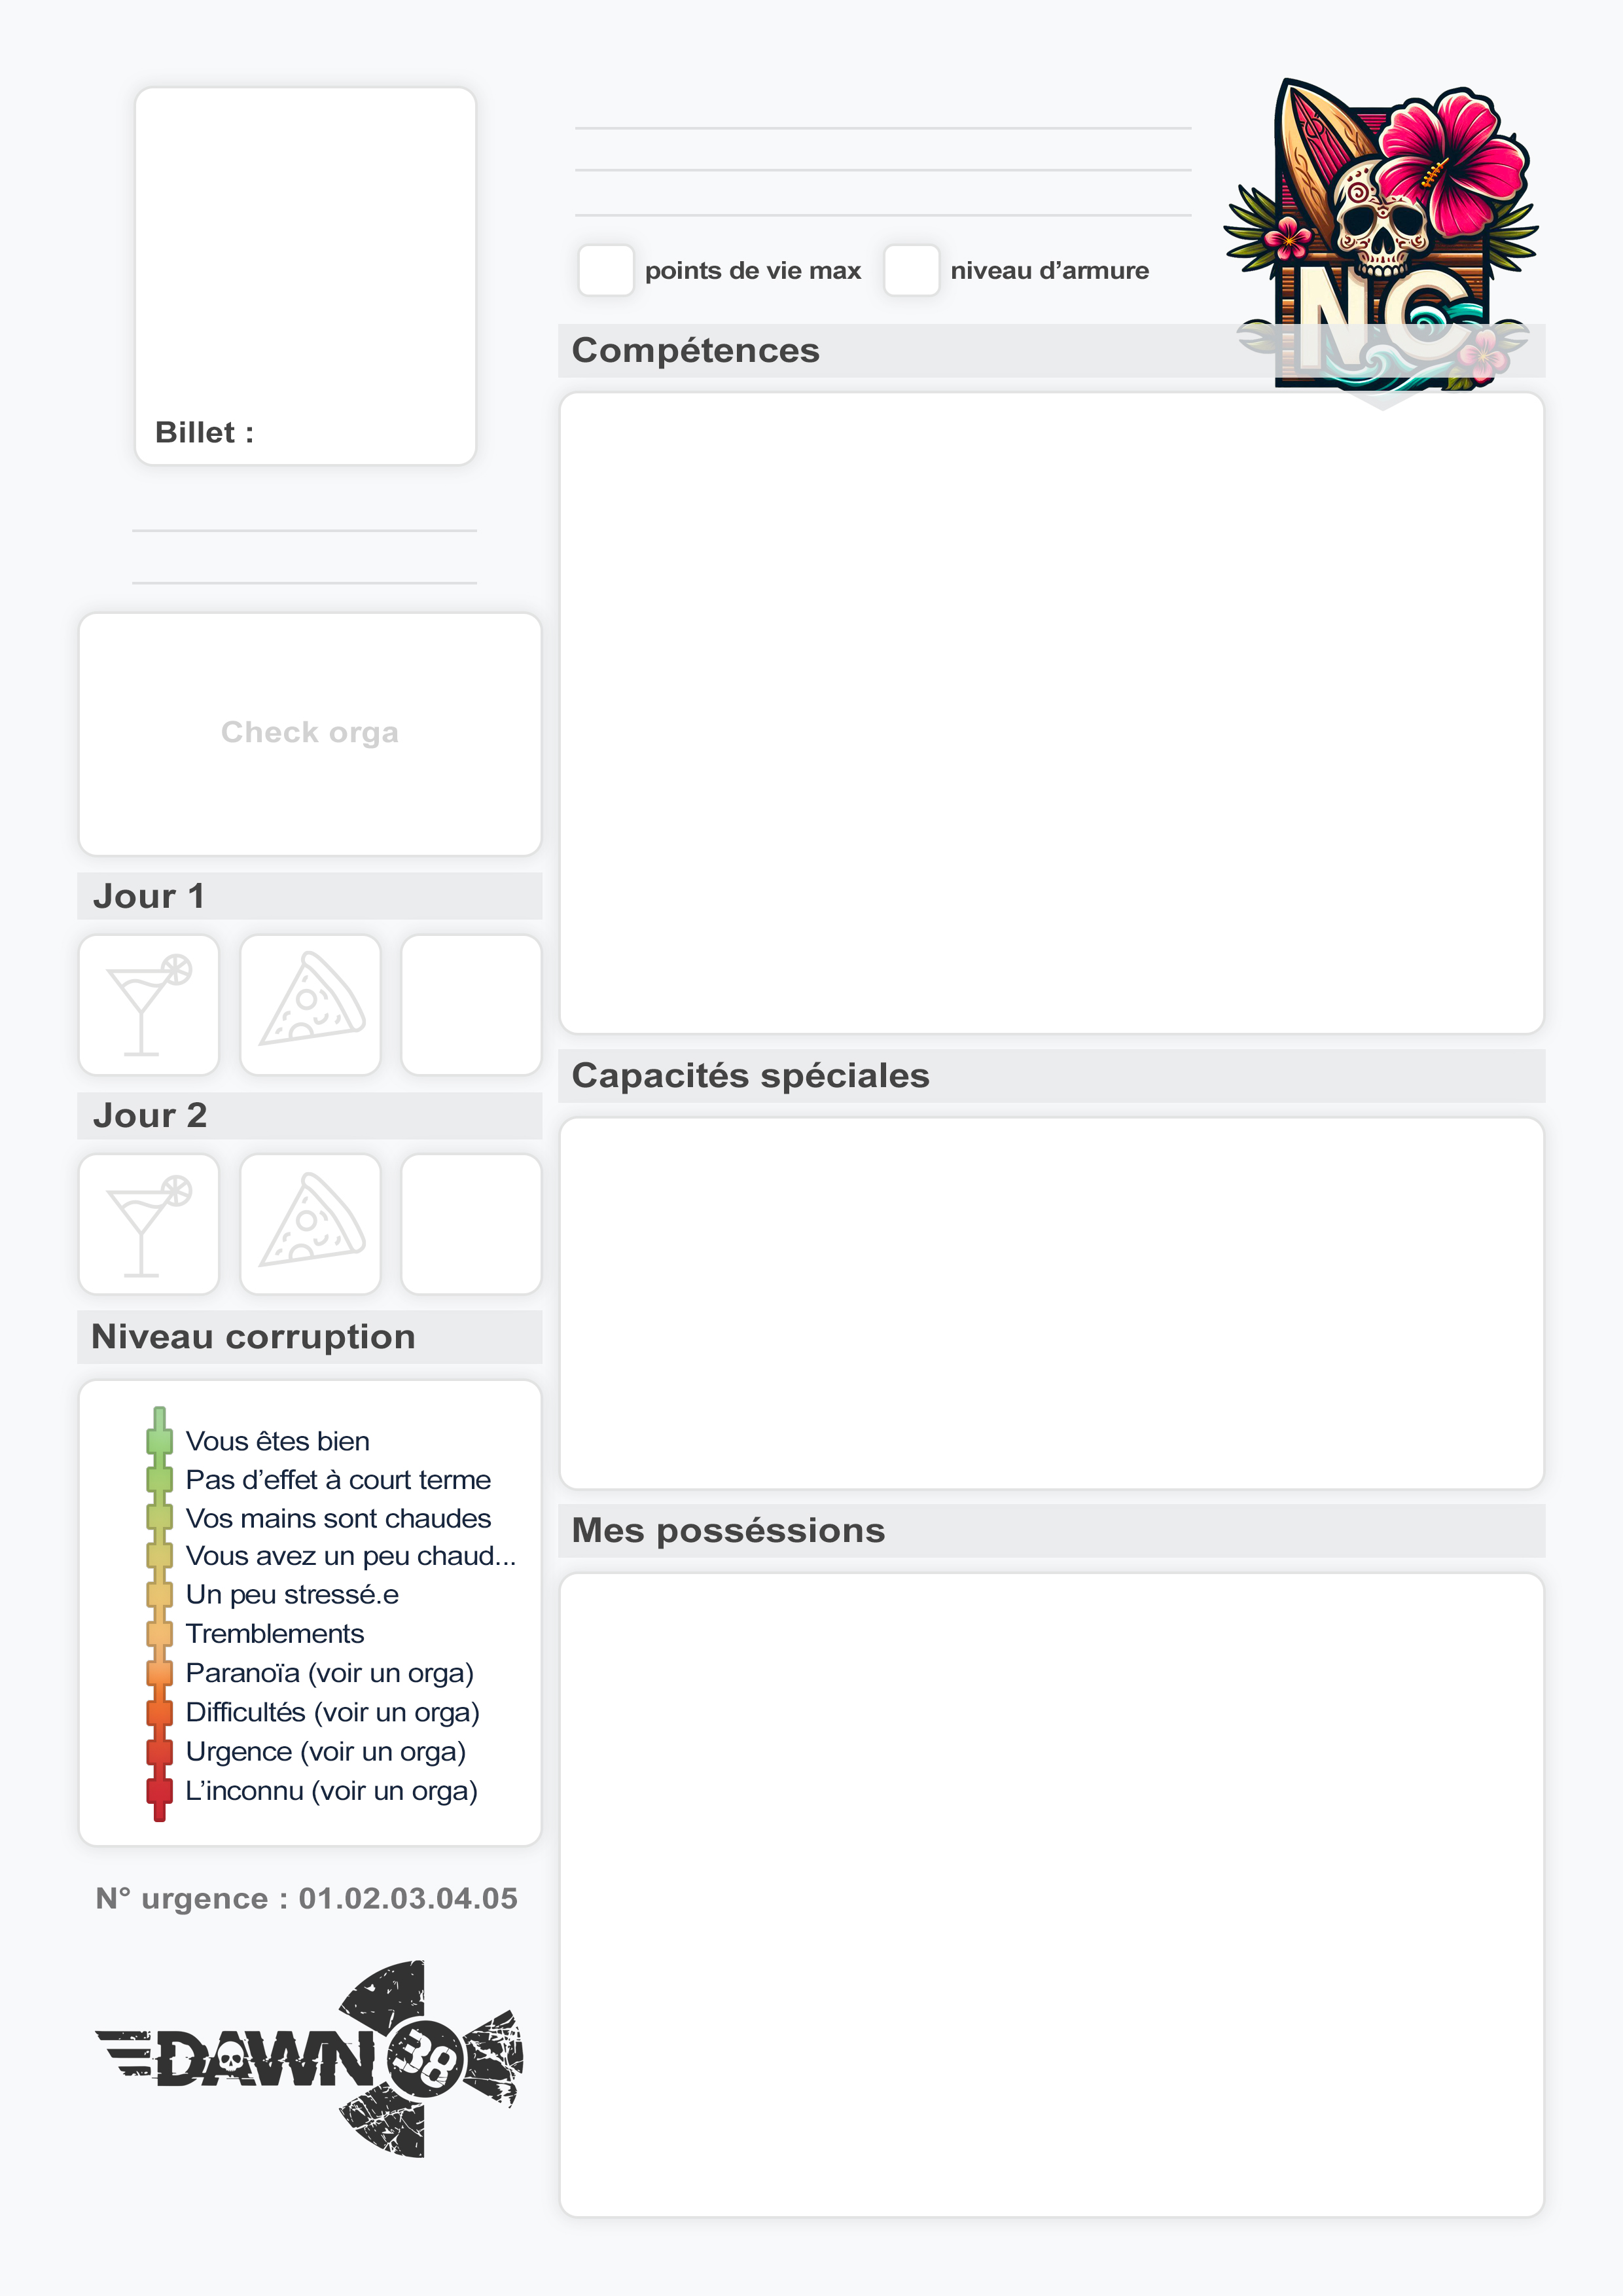 Billet :
Check orga
Jour 1
Jour 2
Niveau corruption
Vous êtes bien
Pas d’effet à court terme
Vos mains sont chaudes
Vous avez un peu chaud...
Un peu stressé.e
Tremblements
Paranoïa (voir un orga)
Difficultés (voir un orga)
Urgence (voir un orga)
L’inconnu (voir un orga)
N° urgence : 01.02.03.04.05
DAWN 38
points de vie max
niveau d’armure
NC
Compétences
Capacités spéciales
Mes posséssions